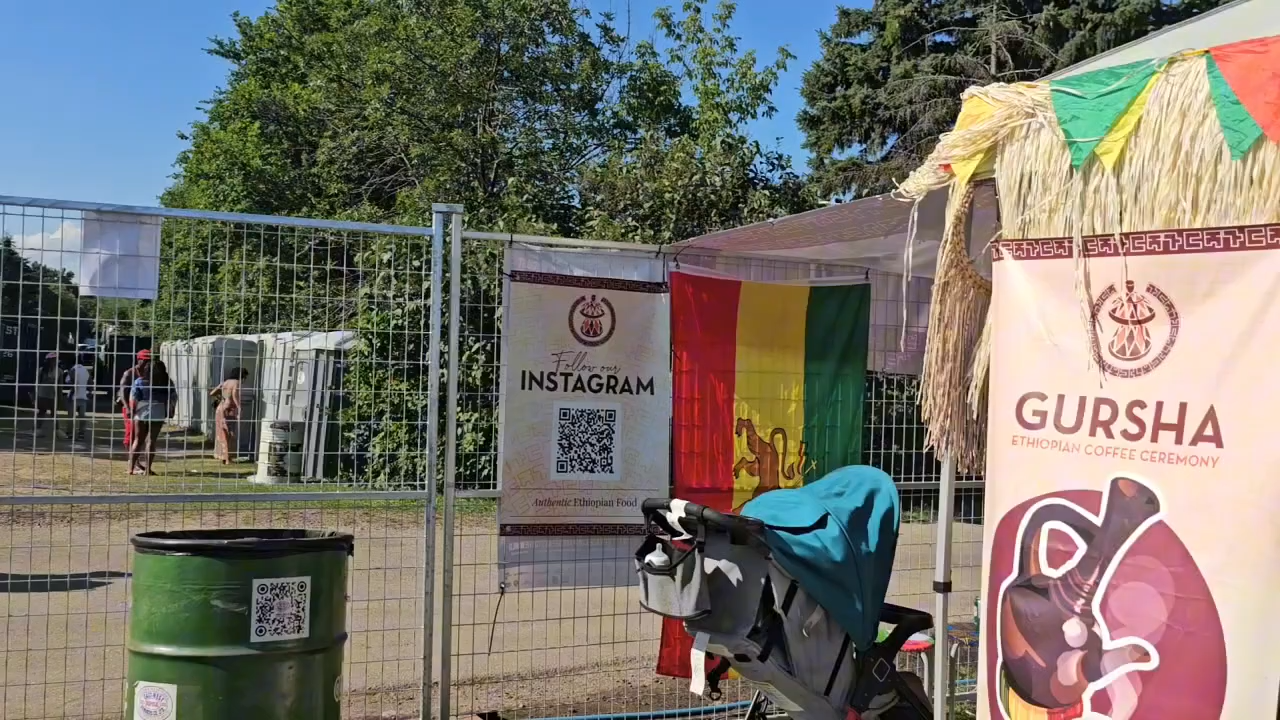 Follow our
INSTAGRAM
Authentic Ethiopian Food
GURSHA
ETHIOPIAN COFFEE CEREMONY